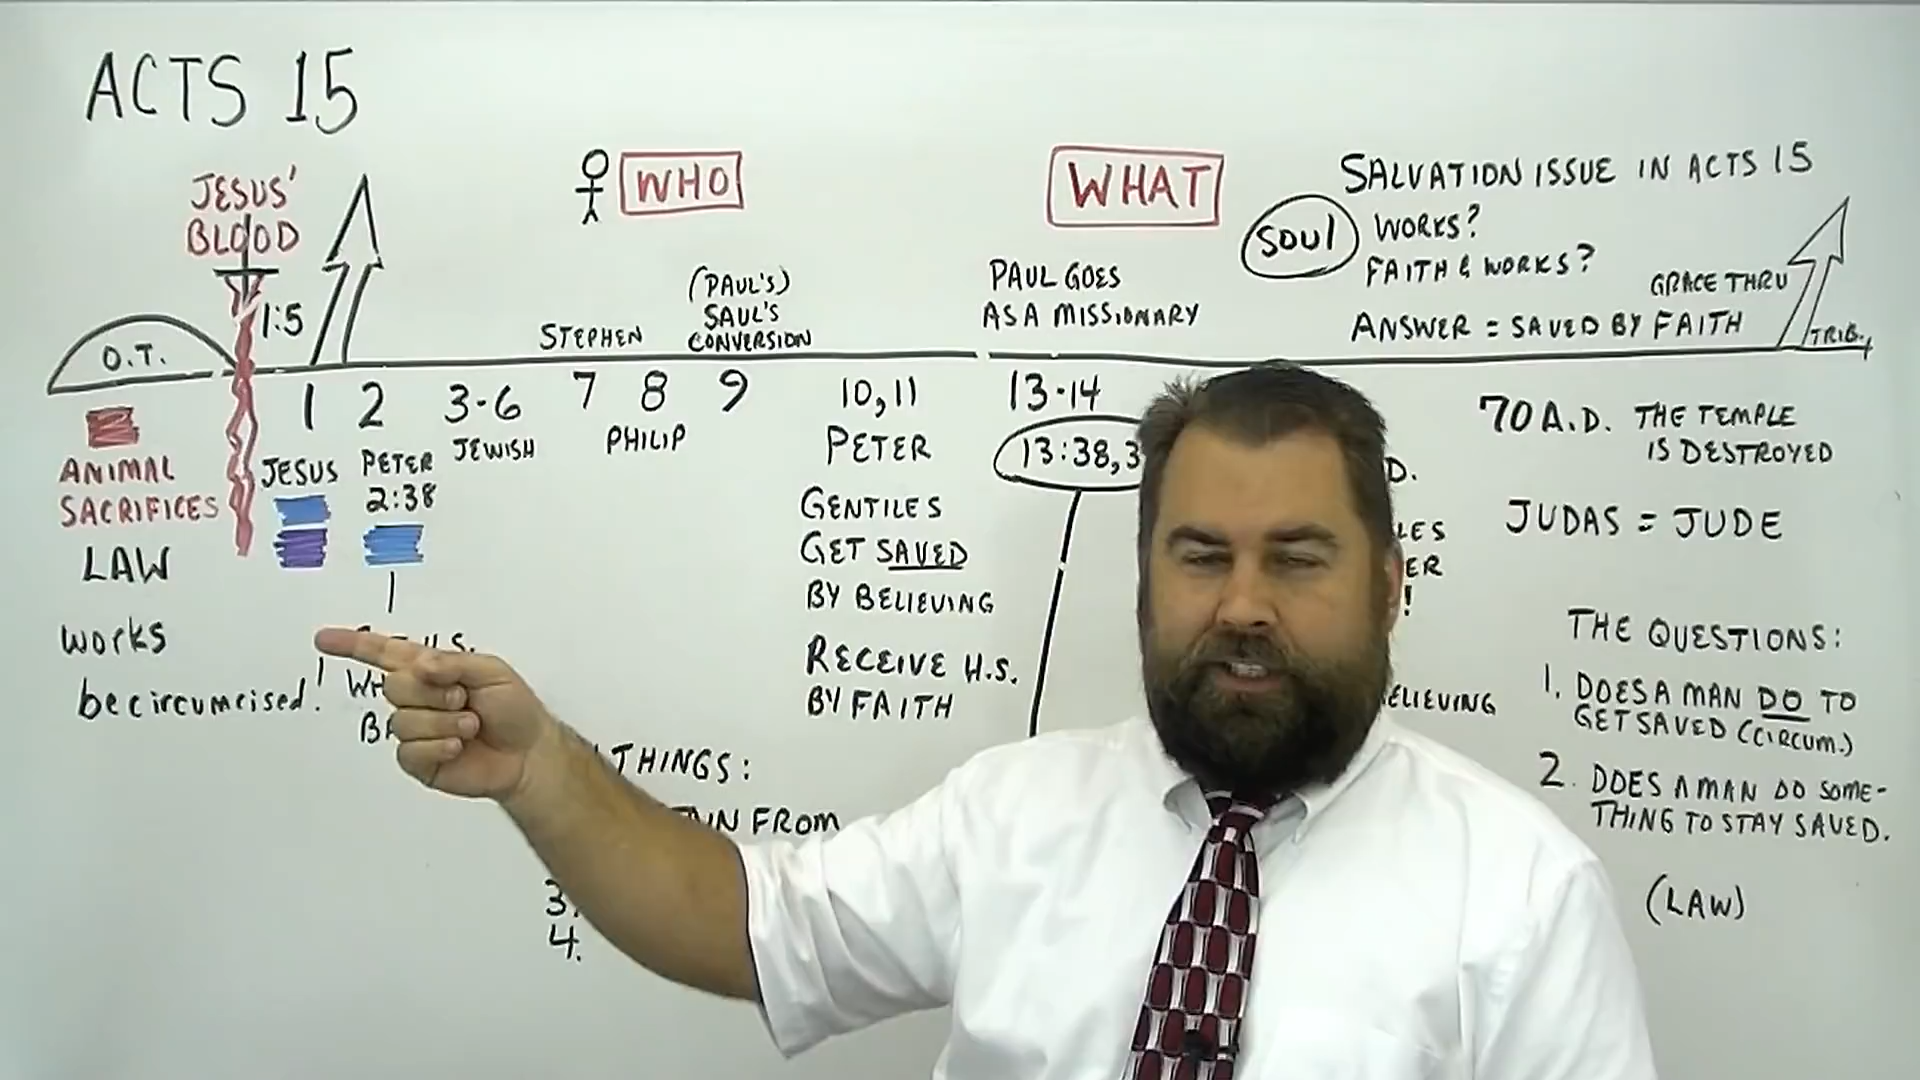 ACTS 15
JESUS'
BLOOD
1:5
O.T.
ANIMAL
SACRIFICES
LAW
works
be circumcised!
1 2 3-6 7 8 9 10,11 13-14
JESUS
PETER
2:38
JEWISH
STEPHEN
PHILIP
(PAUL'S)
SAUL'S
CONVERSION
WHO
PETER
GENTILES
GET SAVED
BY BELIEVING
RECEIVE H.S.
BY FAITH
WHAT
PAUL GOES
AS A MISSIONARY
13:38,3
SALVATION ISSUE IN ACTS 15
SOUL
WORKS?
FAITH & WORKS?
ANSWER = SAVED BY FAITH
GRACE THRU
TRIB.
70 A.D. THE TEMPLE
IS DESTROYED
JUDAS = JUDE
THE QUESTIONS:
1. DOES A MAN DO TO
GET SAVED (CIRCUM.)
2. DOES A MAN DO SOME-
THING TO STAY SAVED.
(LAW)
THINGS:
FROM
3.
4.